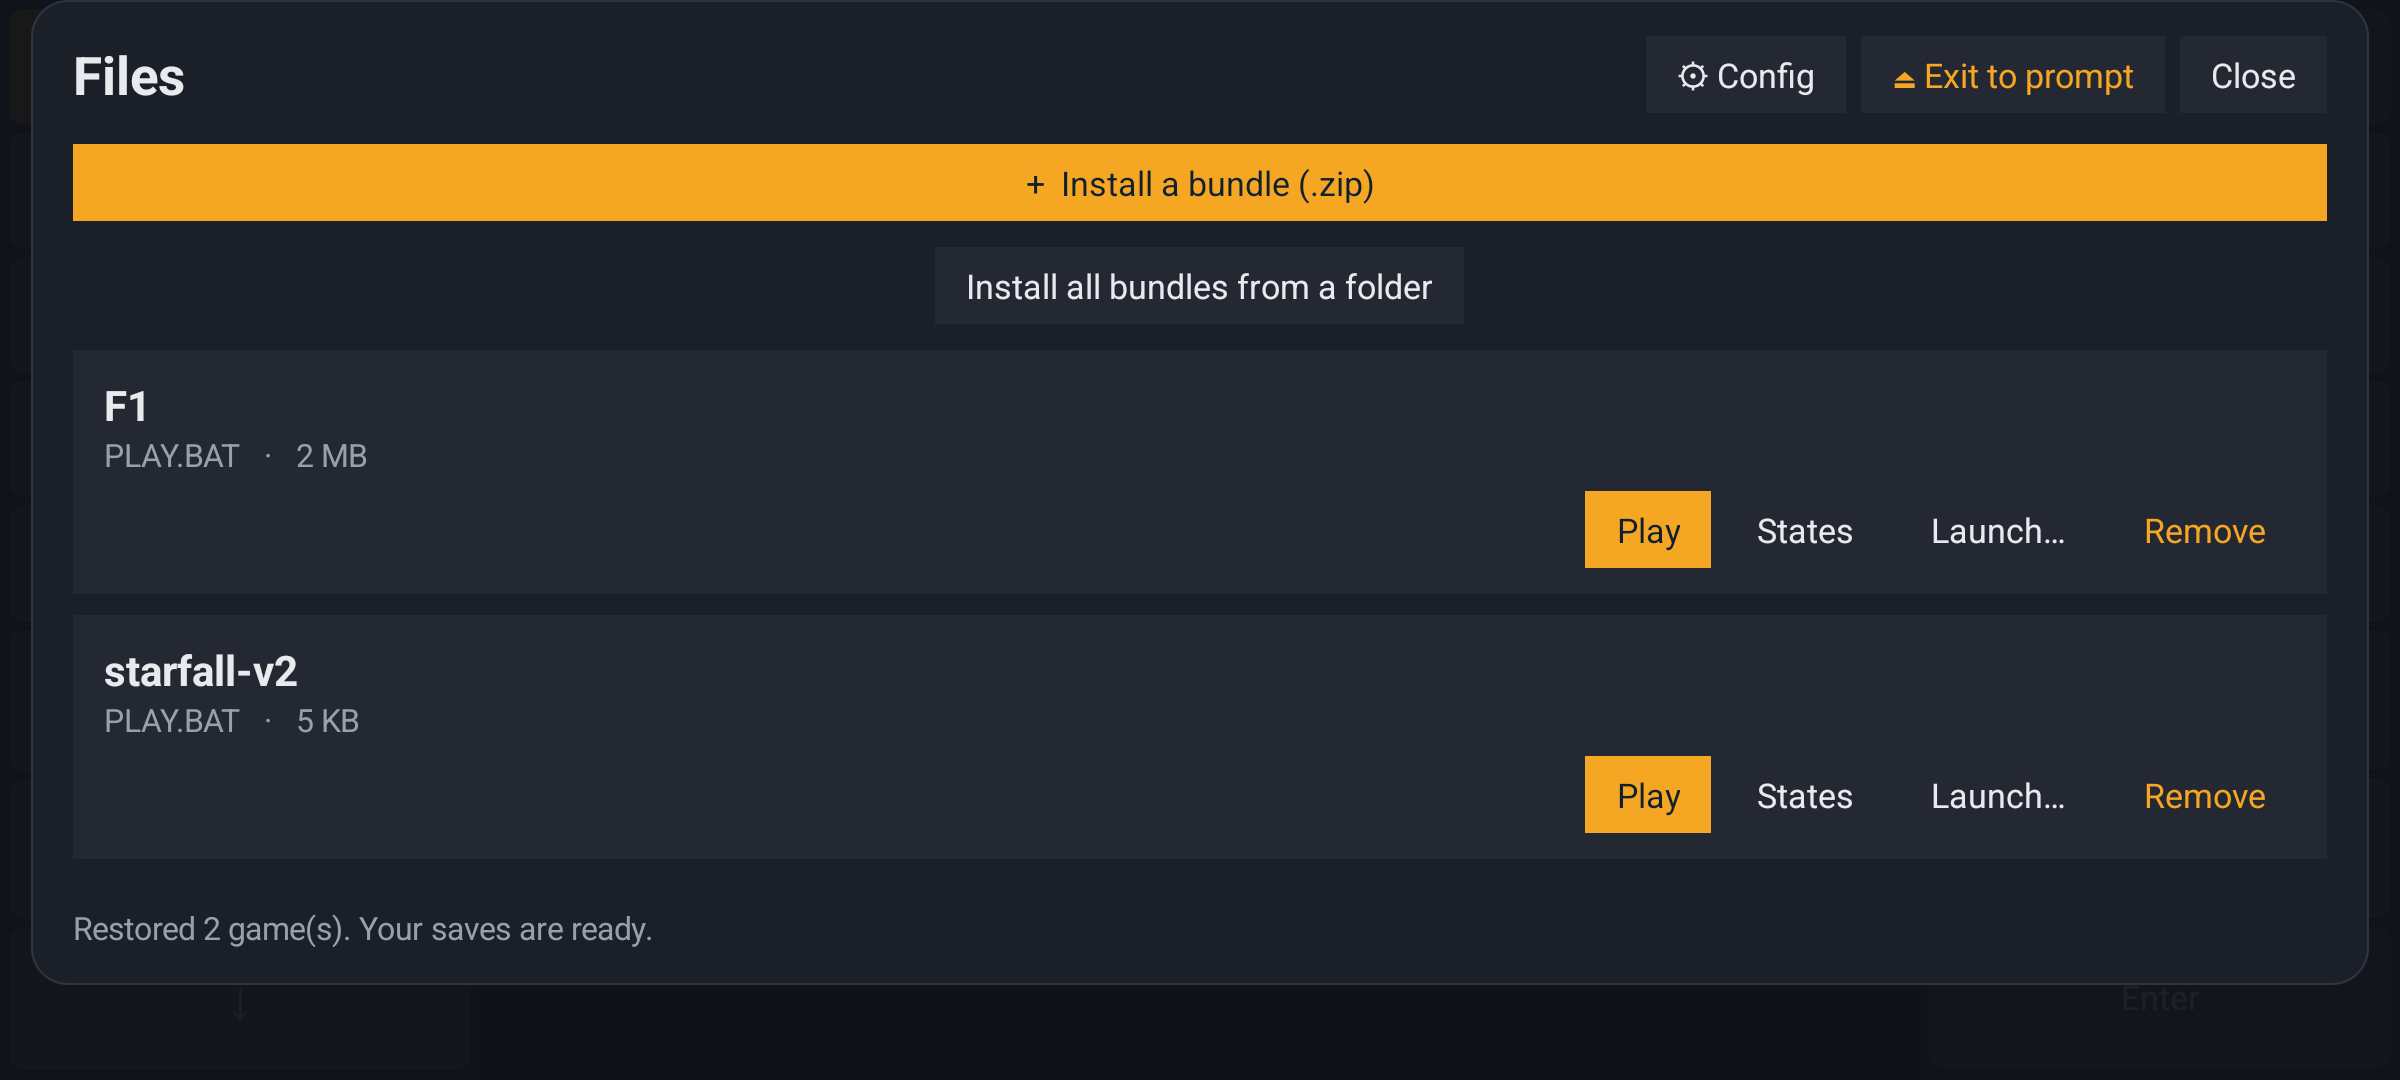 Files
⚙ Config
⏏ Exit to prompt
Close
+ Install a bundle (.zip)
Install all bundles from a folder
F1
PLAY.BAT · 2 MB
Play
States
Launch…
Remove
starfall-v2
PLAY.BAT · 5 KB
Play
States
Launch…
Remove
Restored 2 game(s). Your saves are ready.
↓
Enter